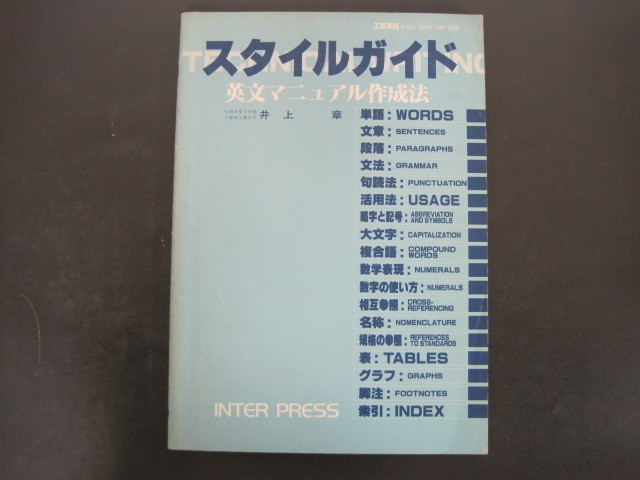 工業英語
TECHNICAL WRITING
スタイルガイド
英文マニュアル作成法
井上 章
単語: WORDS
文章: SENTENCES
段落: PARAGRAPHS
文法: GRAMMAR
句読法: PUNCTUATION
活用法: USAGE
略字と記号: ABBREVIATION AND SYMBOLS
大文字: CAPITALIZATION
複合語: COMPOUND WORDS
数学表現: NUMERALS
数字の使い方: NUMERALS
相互参照: CROSS-REFERENCING
名称: NOMENCLATURE
規格の参照: REFERENCES TO STANDARDS
表: TABLES
グラフ: GRAPHS
脚注: FOOTNOTES
索引: INDEX
INTER PRESS